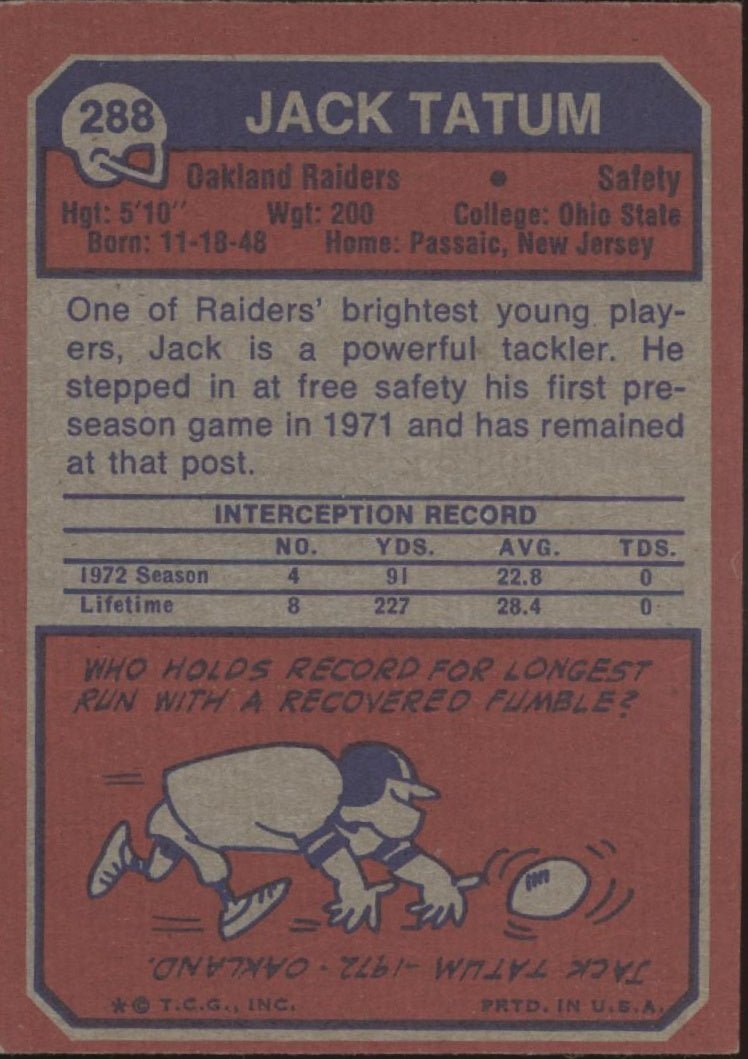 288
JACK TATUM
Oakland Raiders • Safety
Hgt: 5'10" Wgt: 200 College: Ohio State
Born: 11-18-48 Home: Passaic, New Jersey
One of Raiders' brightest young play-
ers, Jack is a powerful tackler. He
stepped in at free safety his first pre-
season game in 1971 and has remained
at that post.
INTERCEPTION RECORD
NO. YDS. AVG. TDS.
1972 Season 4 91 22.8 0
Lifetime 8 227 28.4 0
WHO HOLDS RECORD FOR LONGEST
RUN WITH A RECOVERED FUMBLE?
JACK TATUM - 1972 - OAKLAND.
*© T.C.G., INC. PRTD. IN U.S.A.